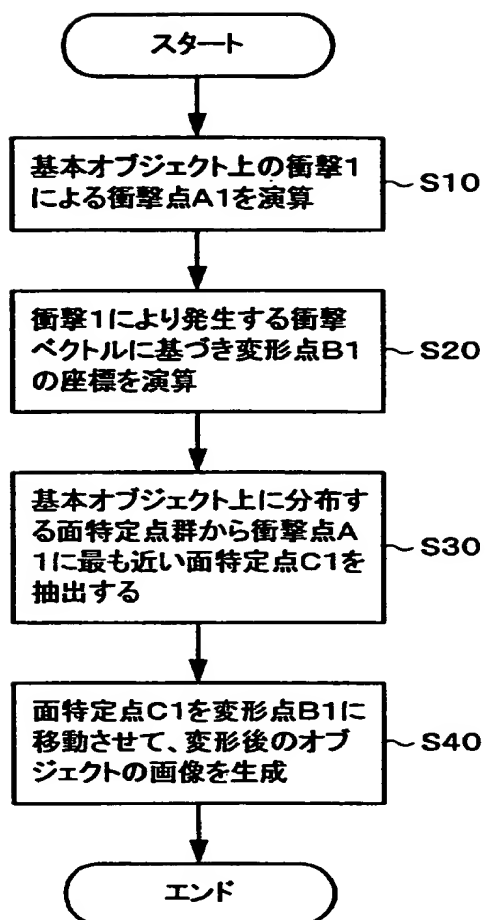 スタート
基本オブジェクト上の衝撃1
による衝撃点A1を演算
S10
衝撃1により発生する衝撃
ベクトルに基づき変形点B1
の座標を演算
S20
基本オブジェクト上に分布す
る面特定点群から衝撃点A
1に最も近い面特定点C1を
抽出する
S30
面特定点C1を変形点B1に
移動させて、変形後のオブ
ジェクトの画像を生成
S40
エンド